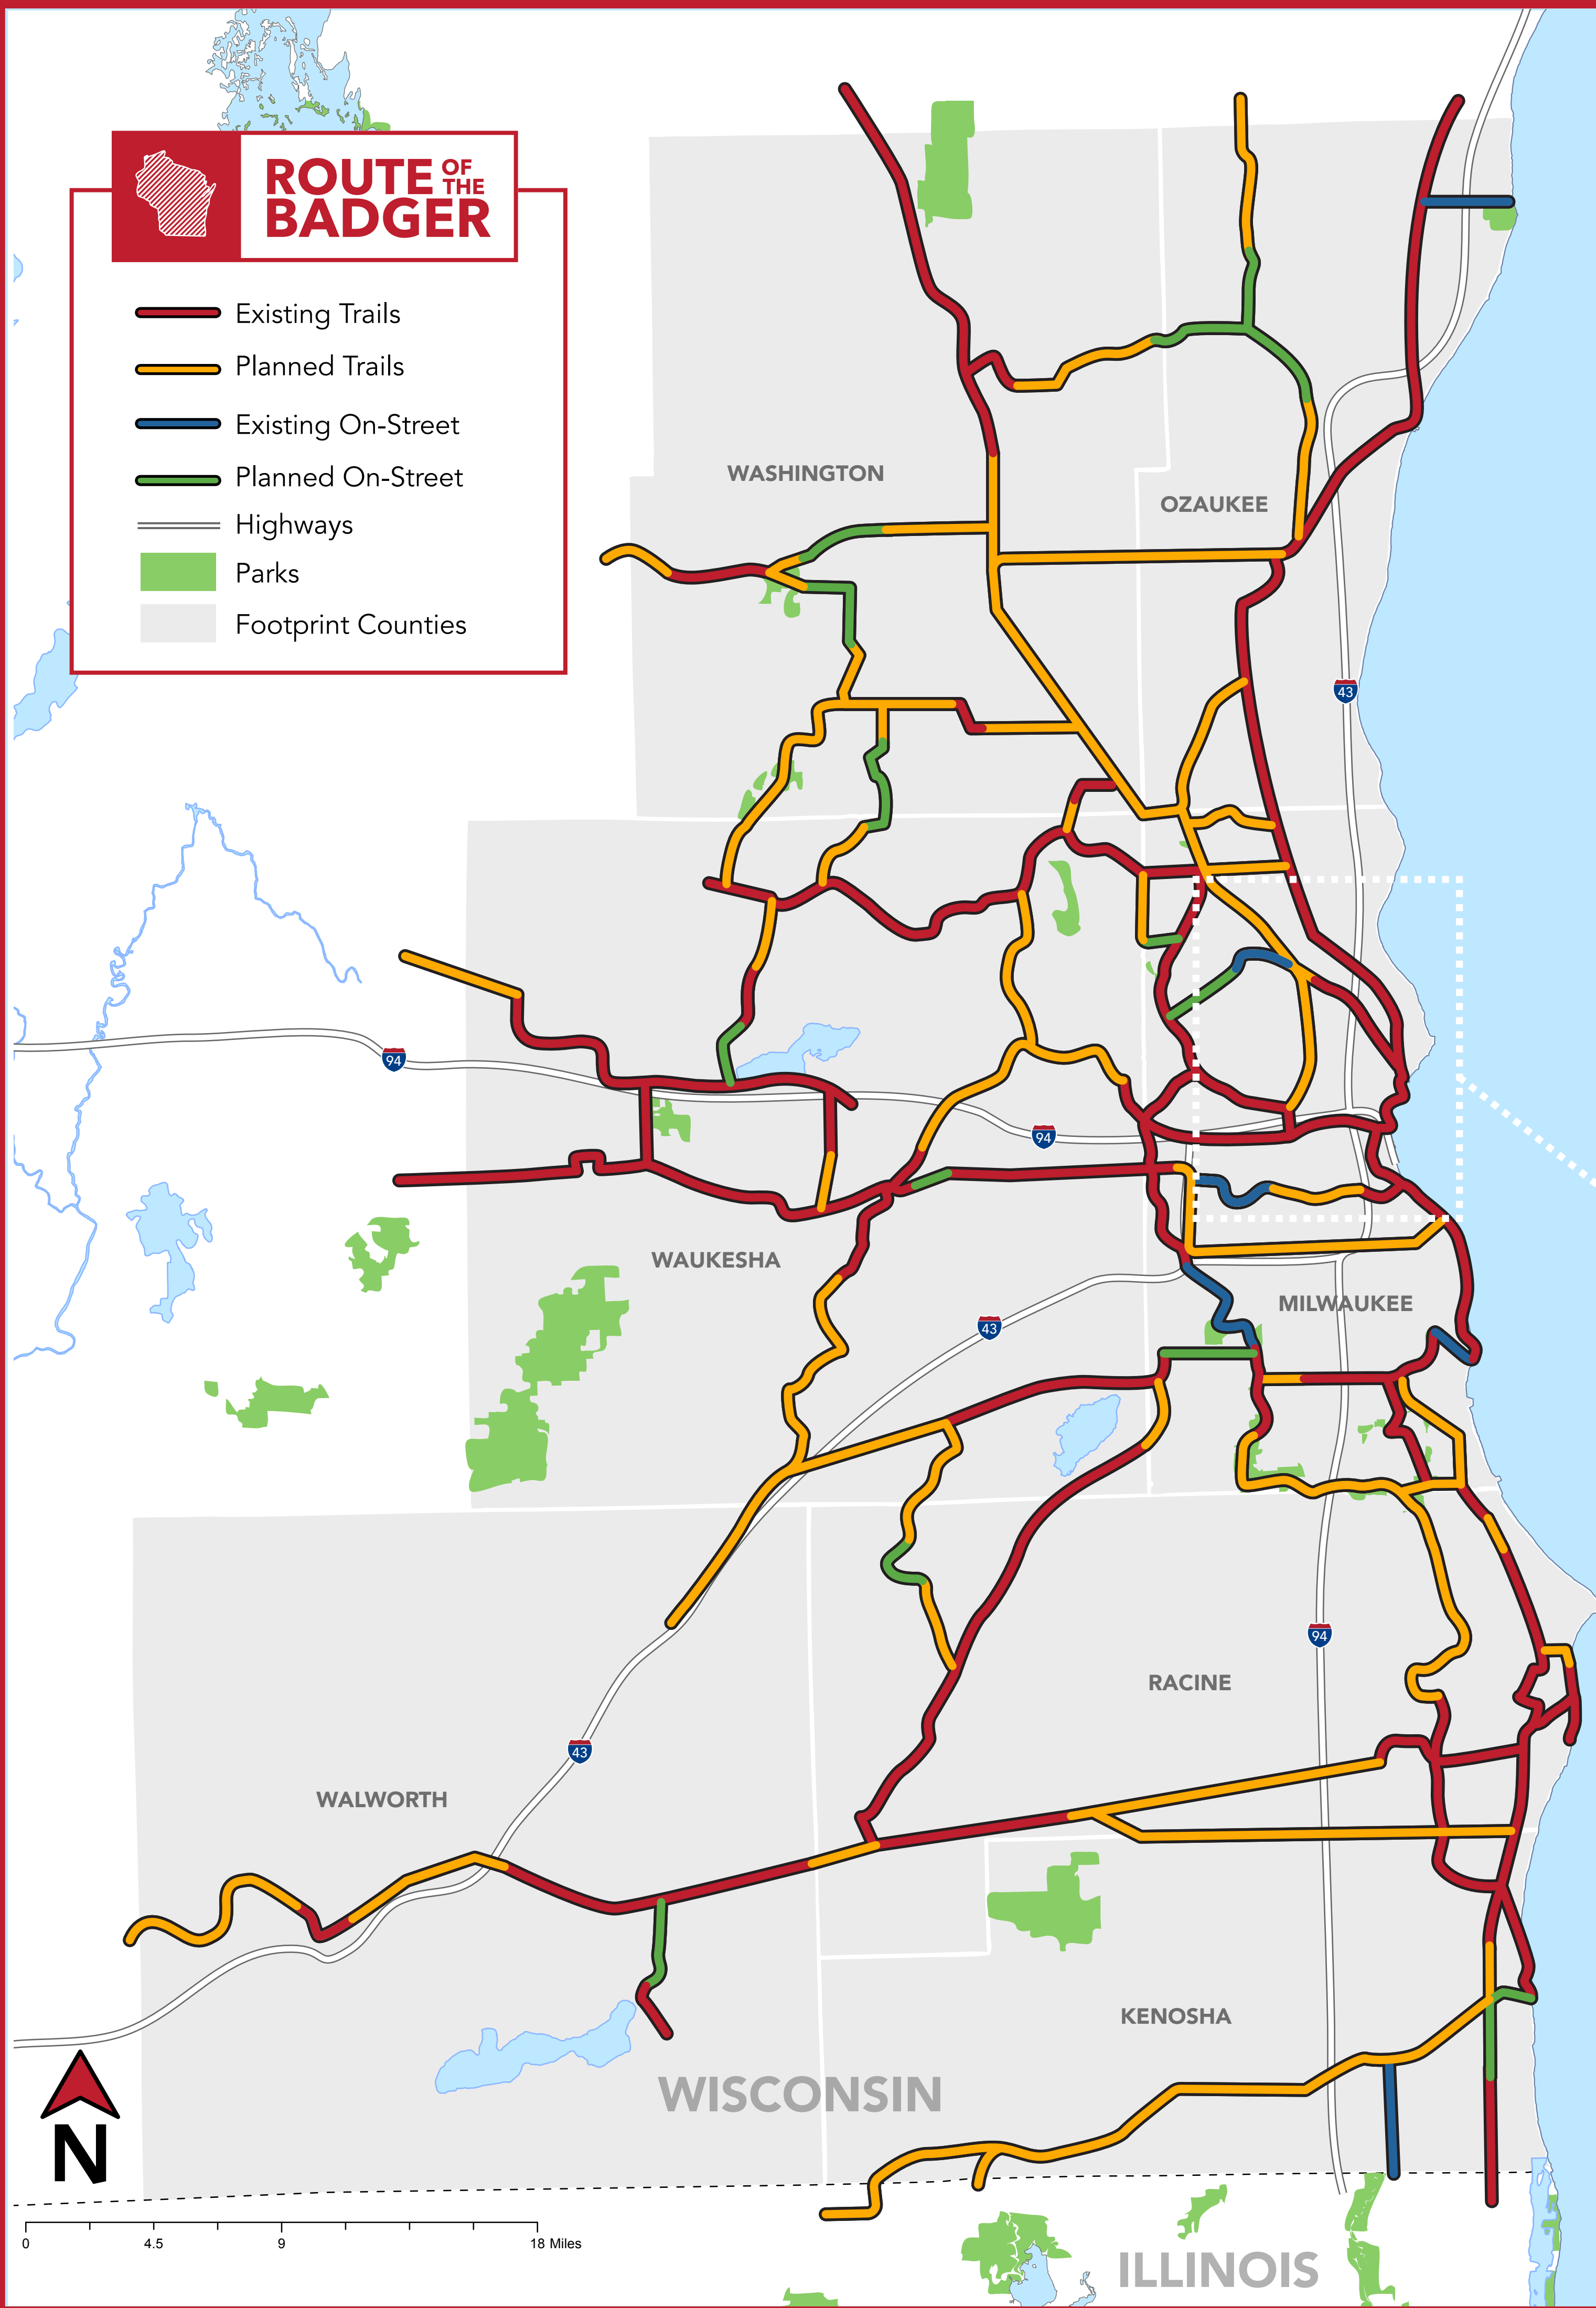 ROUTE OF THE
BADGER
Existing Trails
Planned Trails
Existing On-Street
Planned On-Street
Highways
Parks
Footprint Counties
WASHINGTON
OZAUKEE
43
94
94
WAUKESHA
MILWAUKEE
43
94
RACINE
43
WALWORTH
KENOSHA
WISCONSIN
N
0 4.5 9 18 Miles
ILLINOIS